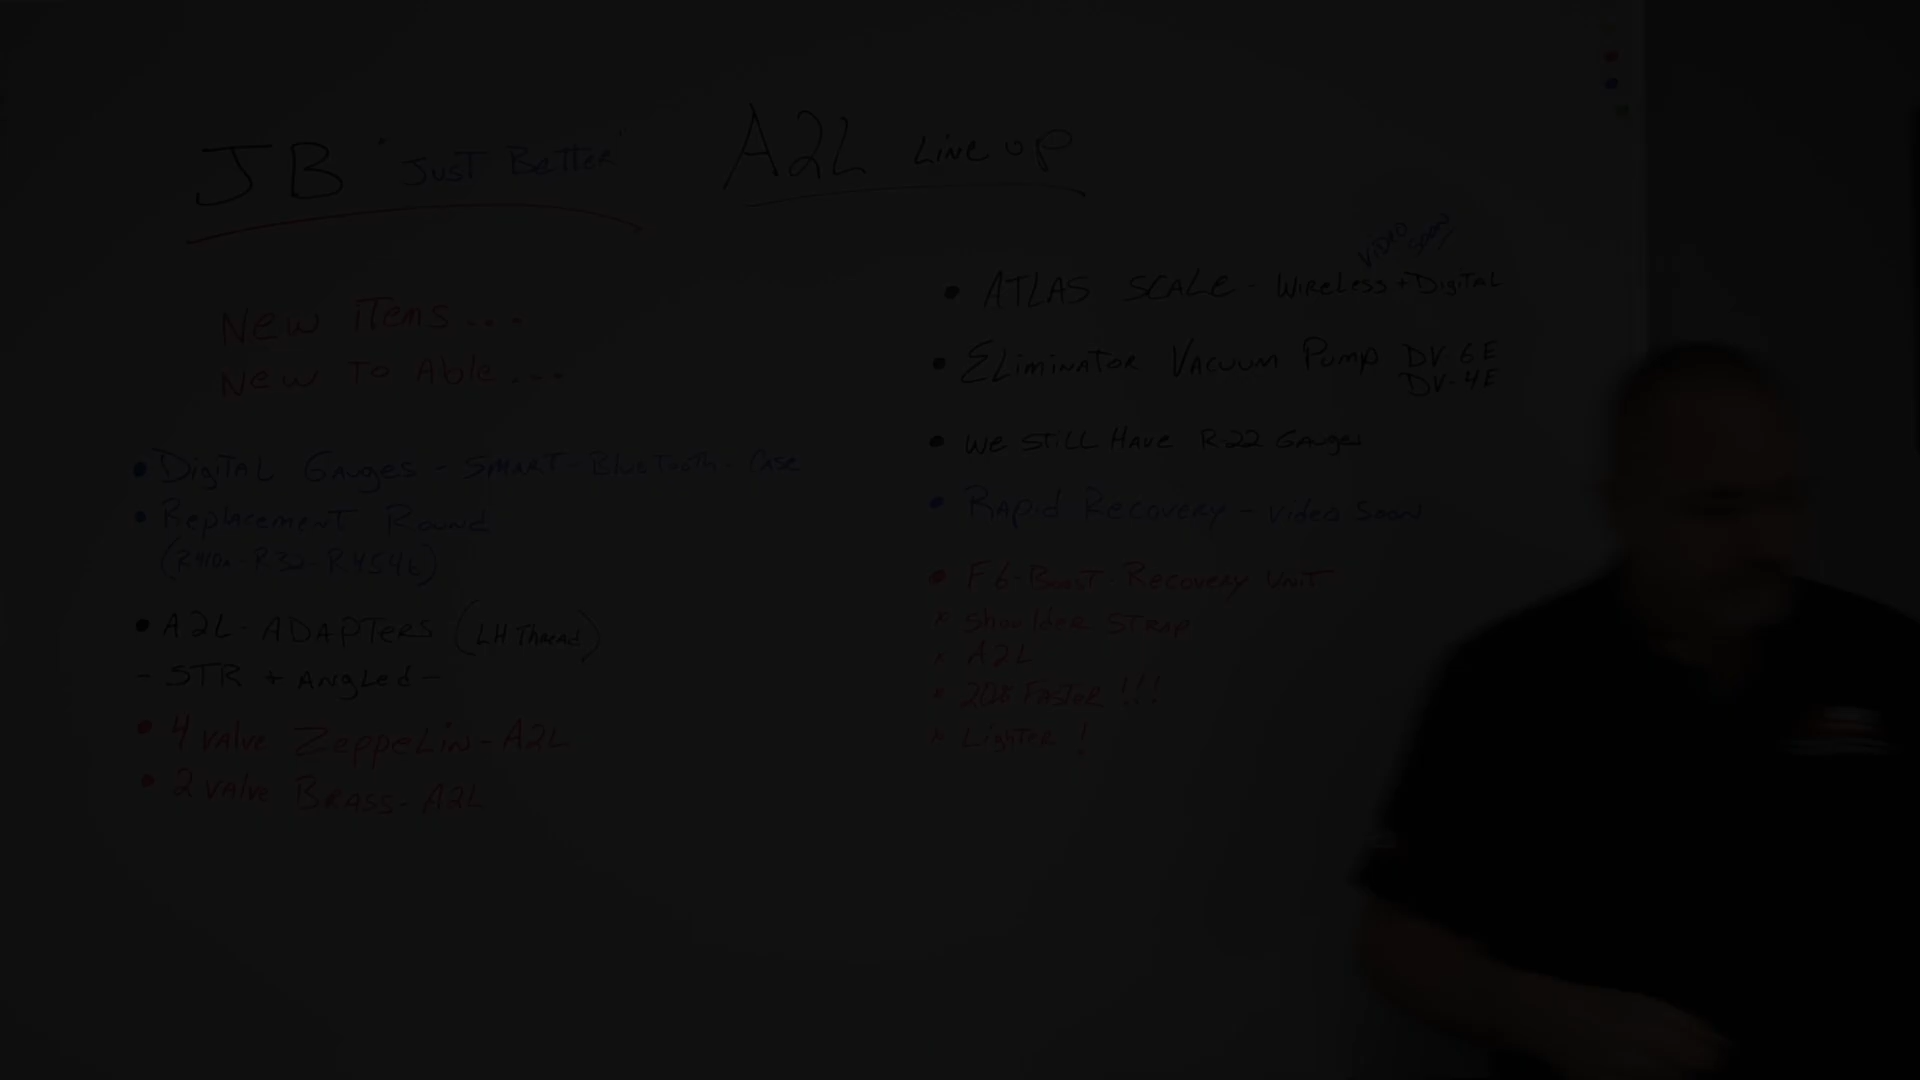 JB "Just Better"
A2L Line up
New items...
New To Able...
• Digital Gauges - SMART - BlueTooth - Case
• Replacement Round
(R410a - R32 - R454B)
• A2L - ADAPTERS (LH Thread)
- STR + Angled -
• 4 valve Zeppelin - A2L
• 2 valve Brass - A2L
VIDEO soon
• ATLAS SCALE - Wireless + Digital
• Eliminator Vacuum Pump DV 6E
DV-4E
• We STILL Have R-22 Gauges
• Rapid Recovery - Video Soon
• F6-Boost Recovery Unit
x Shoulder STRAP
x A2L
x Faster !!!
x Lighter !